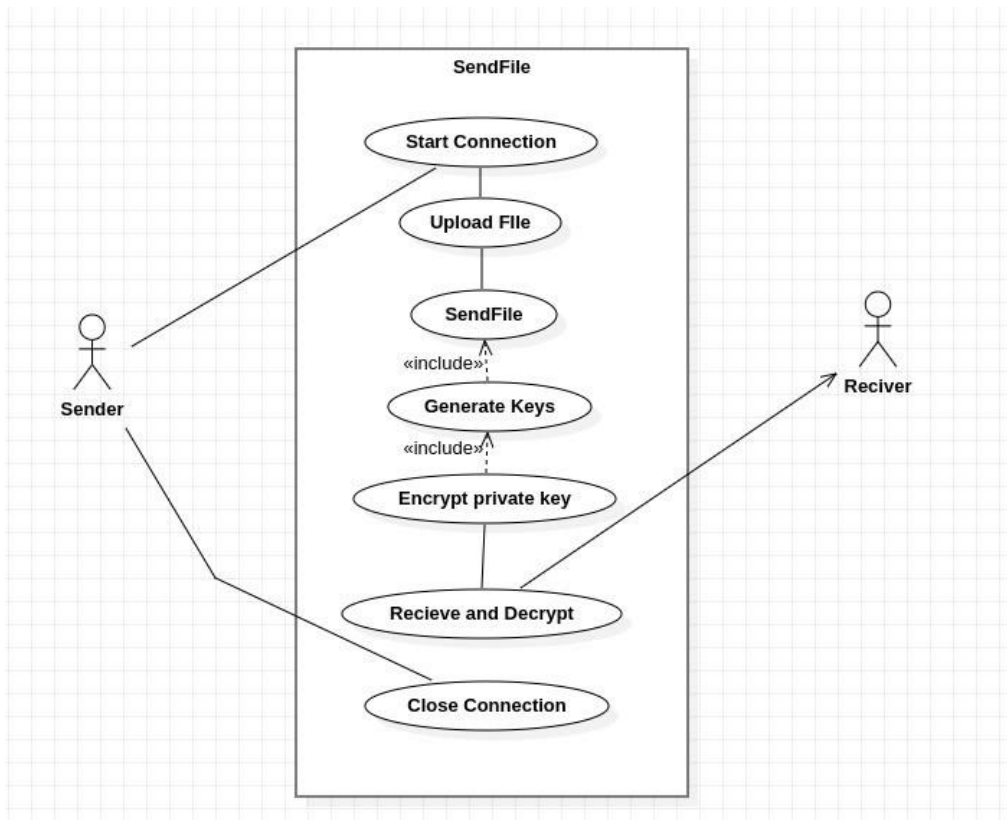 SendFile
Start Connection
Upload FIle
SendFile
«include»
Generate Keys
«include»
Encrypt private key
Recieve and Decrypt
Close Connection
Sender
Reciver